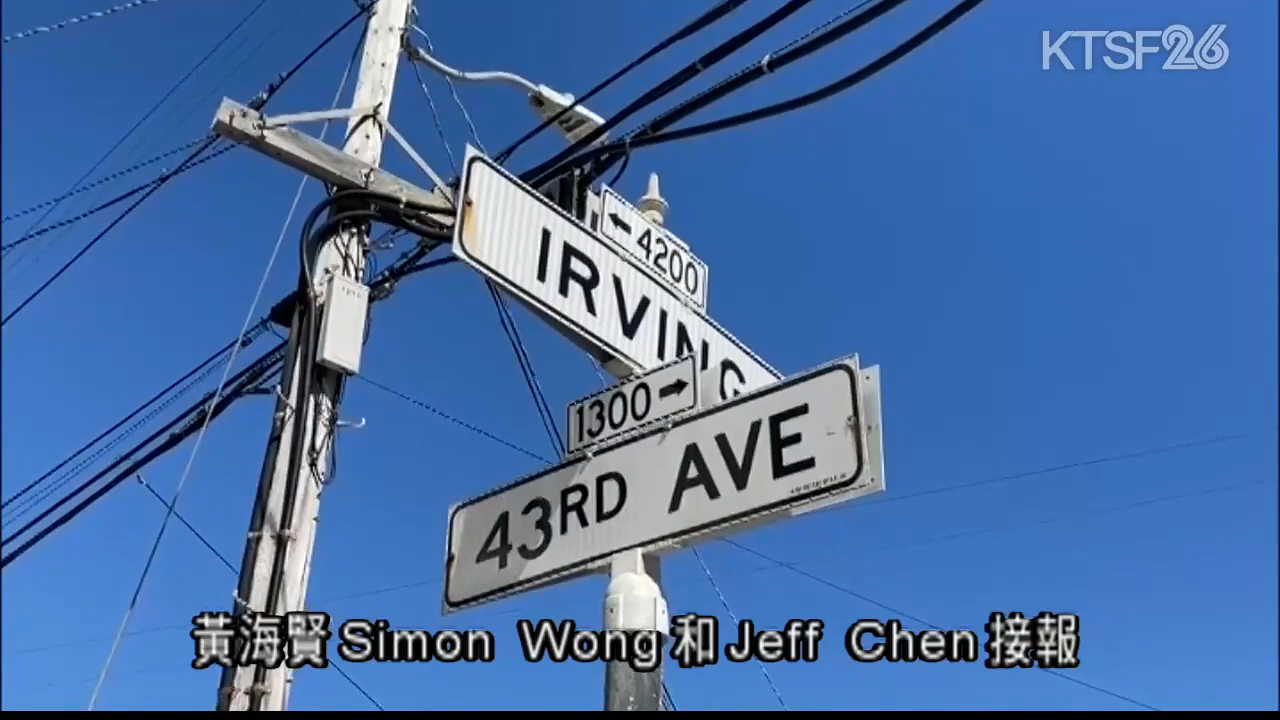 KTSF26
← 4200
IRVING
1300 →
43RD AVE
黃海賢 Simon Wong 和 Jeff Chen 接報